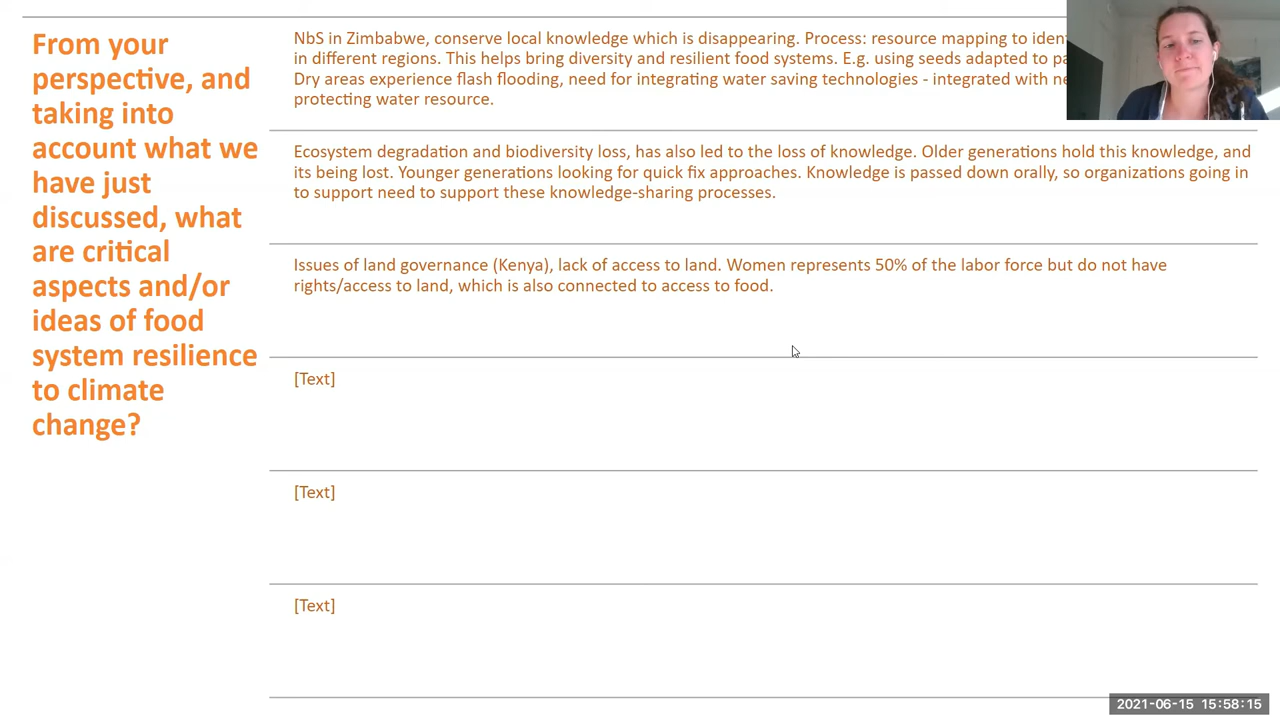 From your
perspective, and
taking into
account what we
have just
discussed, what
are critical
aspects and/or
ideas of food
system resilience
to climate
change?
NbS in Zimbabwe, conserve local knowledge which is disappearing. Process: resource mapping to
in different regions. This helps bring diversity and resilient food systems. E.g. using seeds adapted to
Dry areas experience flash flooding, need for integrating water saving technologies - integrated with
protecting water resource.
Ecosystem degradation and biodiversity loss, has also led to the loss of knowledge. Older generations hold this knowledge, and
its being lost. Younger generations looking for quick fix approaches. Knowledge is passed down orally, so organizations going in
to support need to support these knowledge-sharing processes.
Issues of land governance (Kenya), lack of access to land. Women represents 50% of the labor force but do not have
rights/access to land, which is also connected to access to food.
[Text]
[Text]
[Text]
2021-06-15 15:58:15